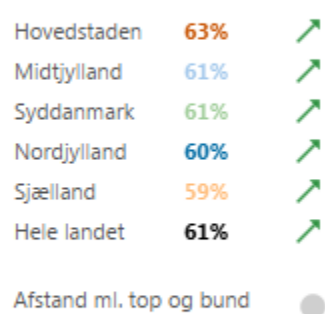 Hovedstaden 63%
Midtjylland 61%
Syddanmark 61%
Nordjylland 60%
Sjælland 59%
Hele landet 61%
Afstand ml. top og bund